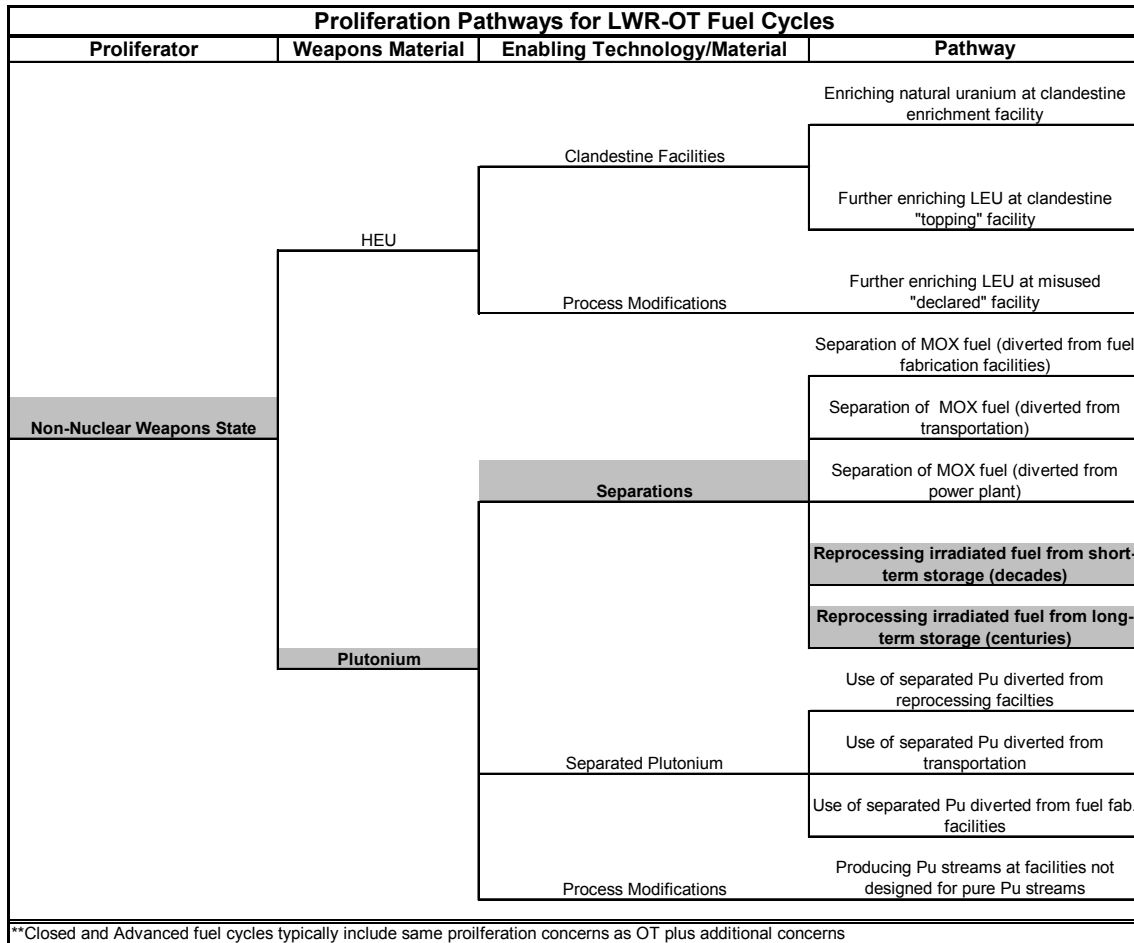 Proliferation Pathways for LWR-OT Fuel Cycles
Proliferator Weapons Material Enabling Technology/Material Pathway
Enriching natural uranium at clandestine
enrichment facility
Clandestine Facilities
Further enriching LEU at clandestine
"topping" facility
HEU
Further enriching LEU at misused
"declared" facility
Process Modifications
Separation of MOX fuel (diverted from fuel
fabrication facilities)
Separation of MOX fuel (diverted from
transportation)
Non-Nuclear Weapons State
Separation of MOX fuel (diverted from
power plant)
Separations
Reprocessing irradiated fuel from short-
term storage (decades)
Reprocessing irradiated fuel from long-
term storage (centuries)
Plutonium
Use of separated Pu diverted from
reprocessing facilties
Use of separated Pu diverted from
transportation
Separated Plutonium
Use of separated Pu diverted from fuel fab.
facilities
Producing Pu streams at facilities not
designed for pure Pu streams
Process Modifications
**Closed and Advanced fuel cycles typically include same proilferation concerns as OT plus additional concerns